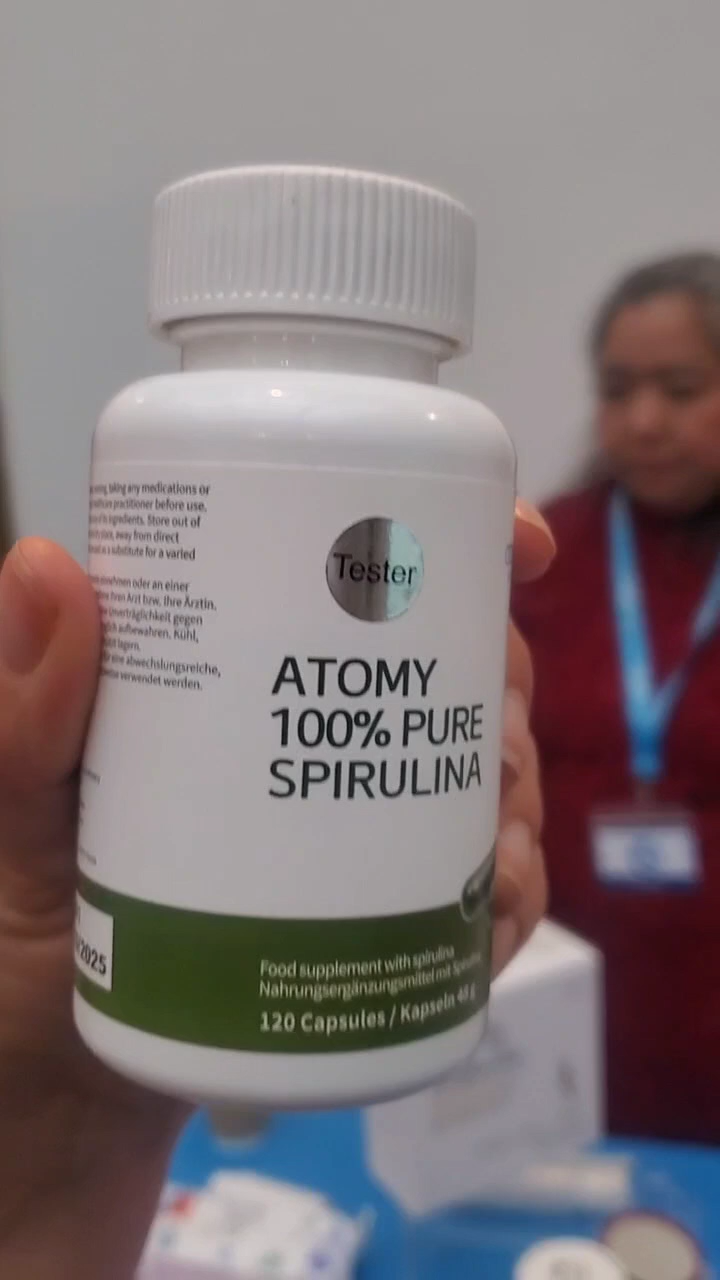 taking any medications or
practitioner before use.
ingredients. Store out of
away from direct
as a substitute for a varied
einnehmen oder an einer
Ihren Arzt bzw. Ihre Ärztin.
Unverträglichkeit gegen
aufbewahren. Kühl,
lagern.
eine abwechslungsreiche,
verwendet werden.
Tester
ATOMY
100% PURE
SPIRULINA
/2025
Food supplement with spirulina
Nahrungsergänzungsmittel mit
120 Capsules / Kapseln